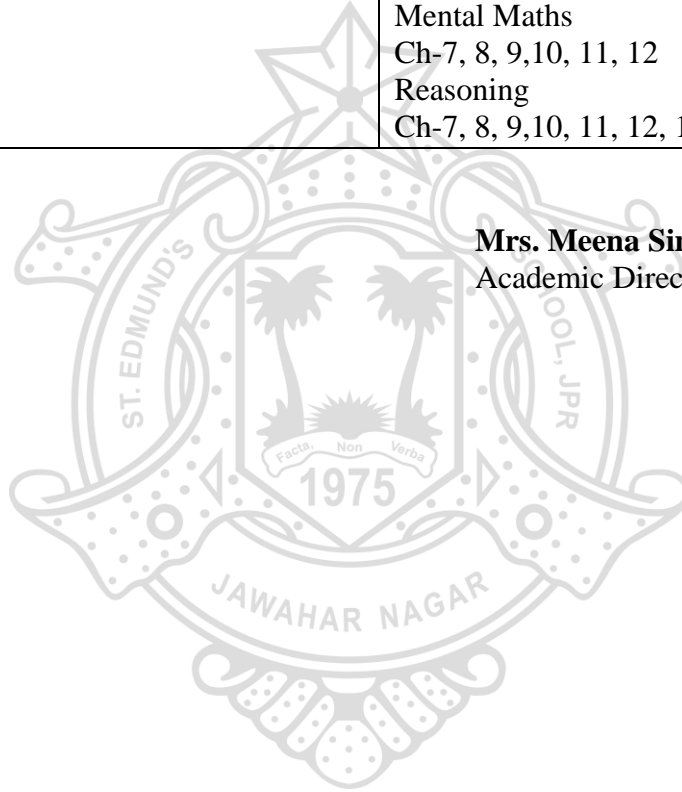 Mental Maths
Ch-7, 8, 9,10, 11, 12
Reasoning
Ch-7, 8, 9,10, 11, 12,
Mrs. Meena
Academic
ST. EDMUND'S SCHOOL, JPR
Facta, Non Verba
1975
JAWAHAR NAGAR